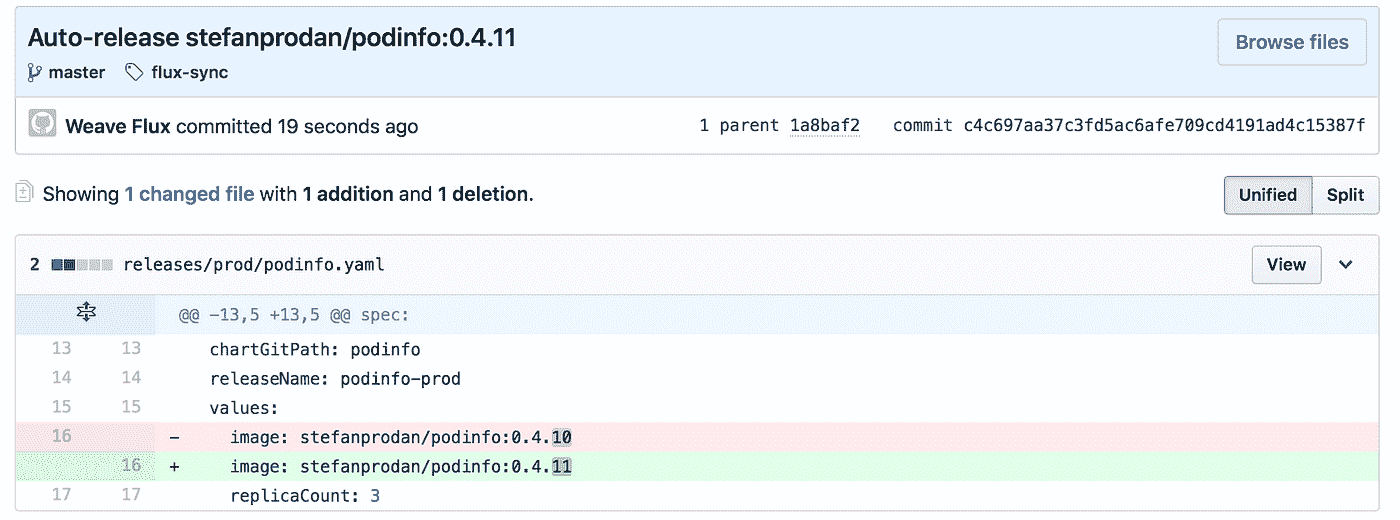 Auto-release stefanprodan/podinfo:0.4.11
Browse files
master flux-sync
Weave Flux committed 19 seconds ago
1 parent 1a8baf2 commit c4c697aa37c3fd5ac6afe709cd4191ad4c15387f
Showing 1 changed file with 1 addition and 1 deletion.
Unified Split
2 releases/prod/podinfo.yaml
View
@@ -13,5 +13,5 @@ spec:
13 13 chartGitPath: podinfo
14 14 releaseName: podinfo-prod
15 15 values:
16 - image: stefanprodan/podinfo:0.4.10
16 + image: stefanprodan/podinfo:0.4.11
17 17 replicaCount: 3